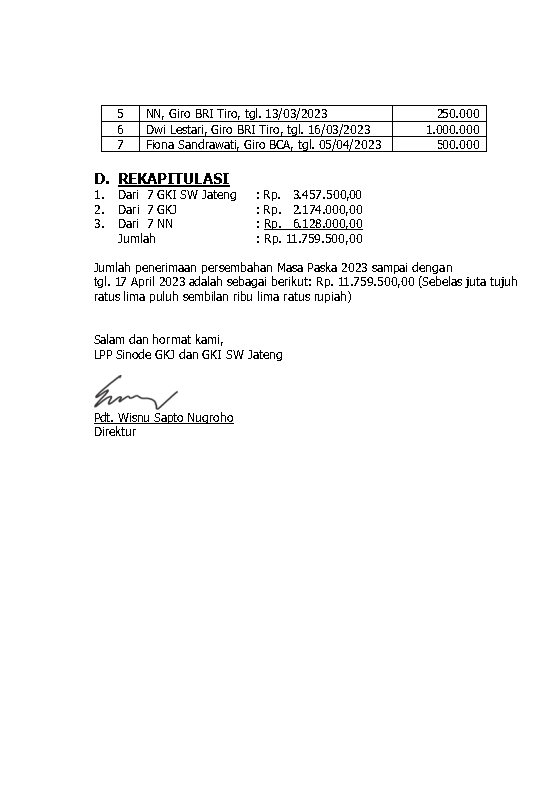 5 NN, Giro BRI Tiro, tgl. 13/03/2023 250.000
6 Dwi Lestari, Giro BRI Tiro, tgl. 16/03/2023 1.000.000
7 Fiona Sandrawati, Giro BCA, tgl. 05/04/2023 500.000
D. REKAPITULASI
1. Dari 7 GKI SW Jateng : Rp. 3.457.500,00
2. Dari 7 GKJ : Rp. 2.174.000,00
3. Dari 7 NN : Rp. 6.128.000,00
Jumlah : Rp. 11.759.500,00
Jumlah penerimaan persembahan Masa Paska 2023 sampai dengan
tgl. 17 April 2023 adalah sebagai berikut: Rp. 11.759.500,00 (Sebelas juta tujuh
ratus lima puluh sembilan ribu lima ratus rupiah)
Salam dan hormat kami,
LPP Sinode GKJ dan GKI SW Jateng
Pdt. Wisnu Sapto Nugroho
Direktur